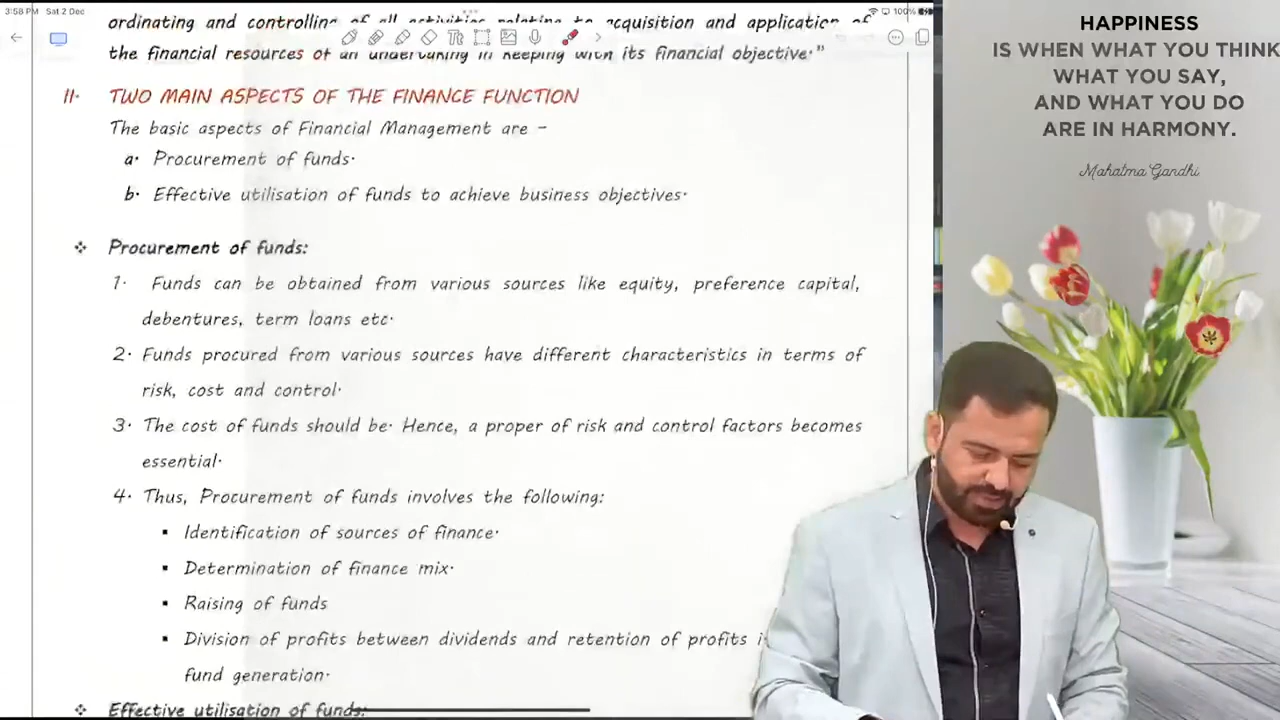 3:58 PM Sat 2 Dec
100%
ordinating and controlling of all activities relating to acquisition and application of
the financial resources of an undertaking in keeping with its financial objective."
II. TWO MAIN ASPECTS OF THE FINANCE FUNCTION
The basic aspects of Financial Management are -
a. Procurement of funds.
b. Effective utilisation of funds to achieve business objectives.
❖ Procurement of funds:
1. Funds can be obtained from various sources like equity, preference capital,
debentures, term loans etc.
2. Funds procured from various sources have different characteristics in terms of
risk, cost and control.
3. The cost of funds should be. Hence, a proper of risk and control factors becomes
essential.
4. Thus, Procurement of funds involves the following:
▪ Identification of sources of finance.
▪ Determination of finance mix.
▪ Raising of funds
▪ Division of profits between dividends and retention of profits i
fund generation.
❖ Effective utilisation of funds:
HAPPINESS
IS WHEN WHAT YOU THINK
WHAT YOU SAY,
AND WHAT YOU DO
ARE IN HARMONY.
Mahatma Gandhi